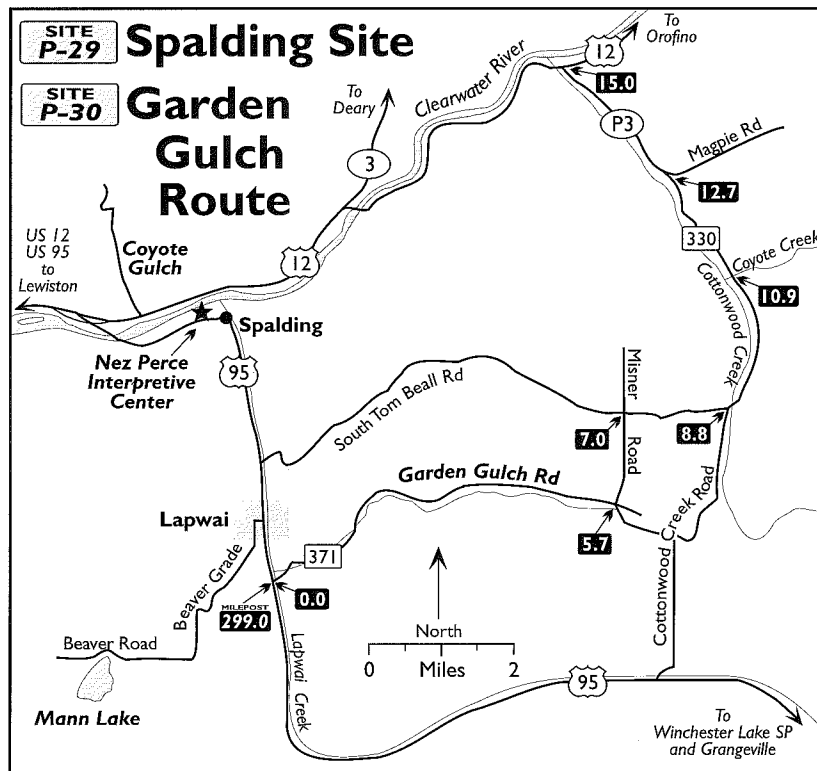 SITE
P-29
Spalding Site
SITE
P-30
Garden
Gulch
Route
To
Orofino
12
15.0
Clearwater River
To
Deary
3
P3
Magpie Rd
12.7
330
Coyote Creek
10.9
US 12
US 95
to
Lewiston
Coyote
Gulch
12
Cottonwood Creek
Spalding
Nez Perce
Interpretive
Center
95
South Tom Beall Rd
Misner
Road
7.0
8.8
Garden Gulch Rd
5.7
Cottonwood Creek Road
Lapwai
371
Beaver Grade
MILEPOST
299.0
0.0
Lapwai Creek
North
0
Miles
2
Beaver Road
Mann Lake
95
To
Winchester Lake SP
and Grangeville